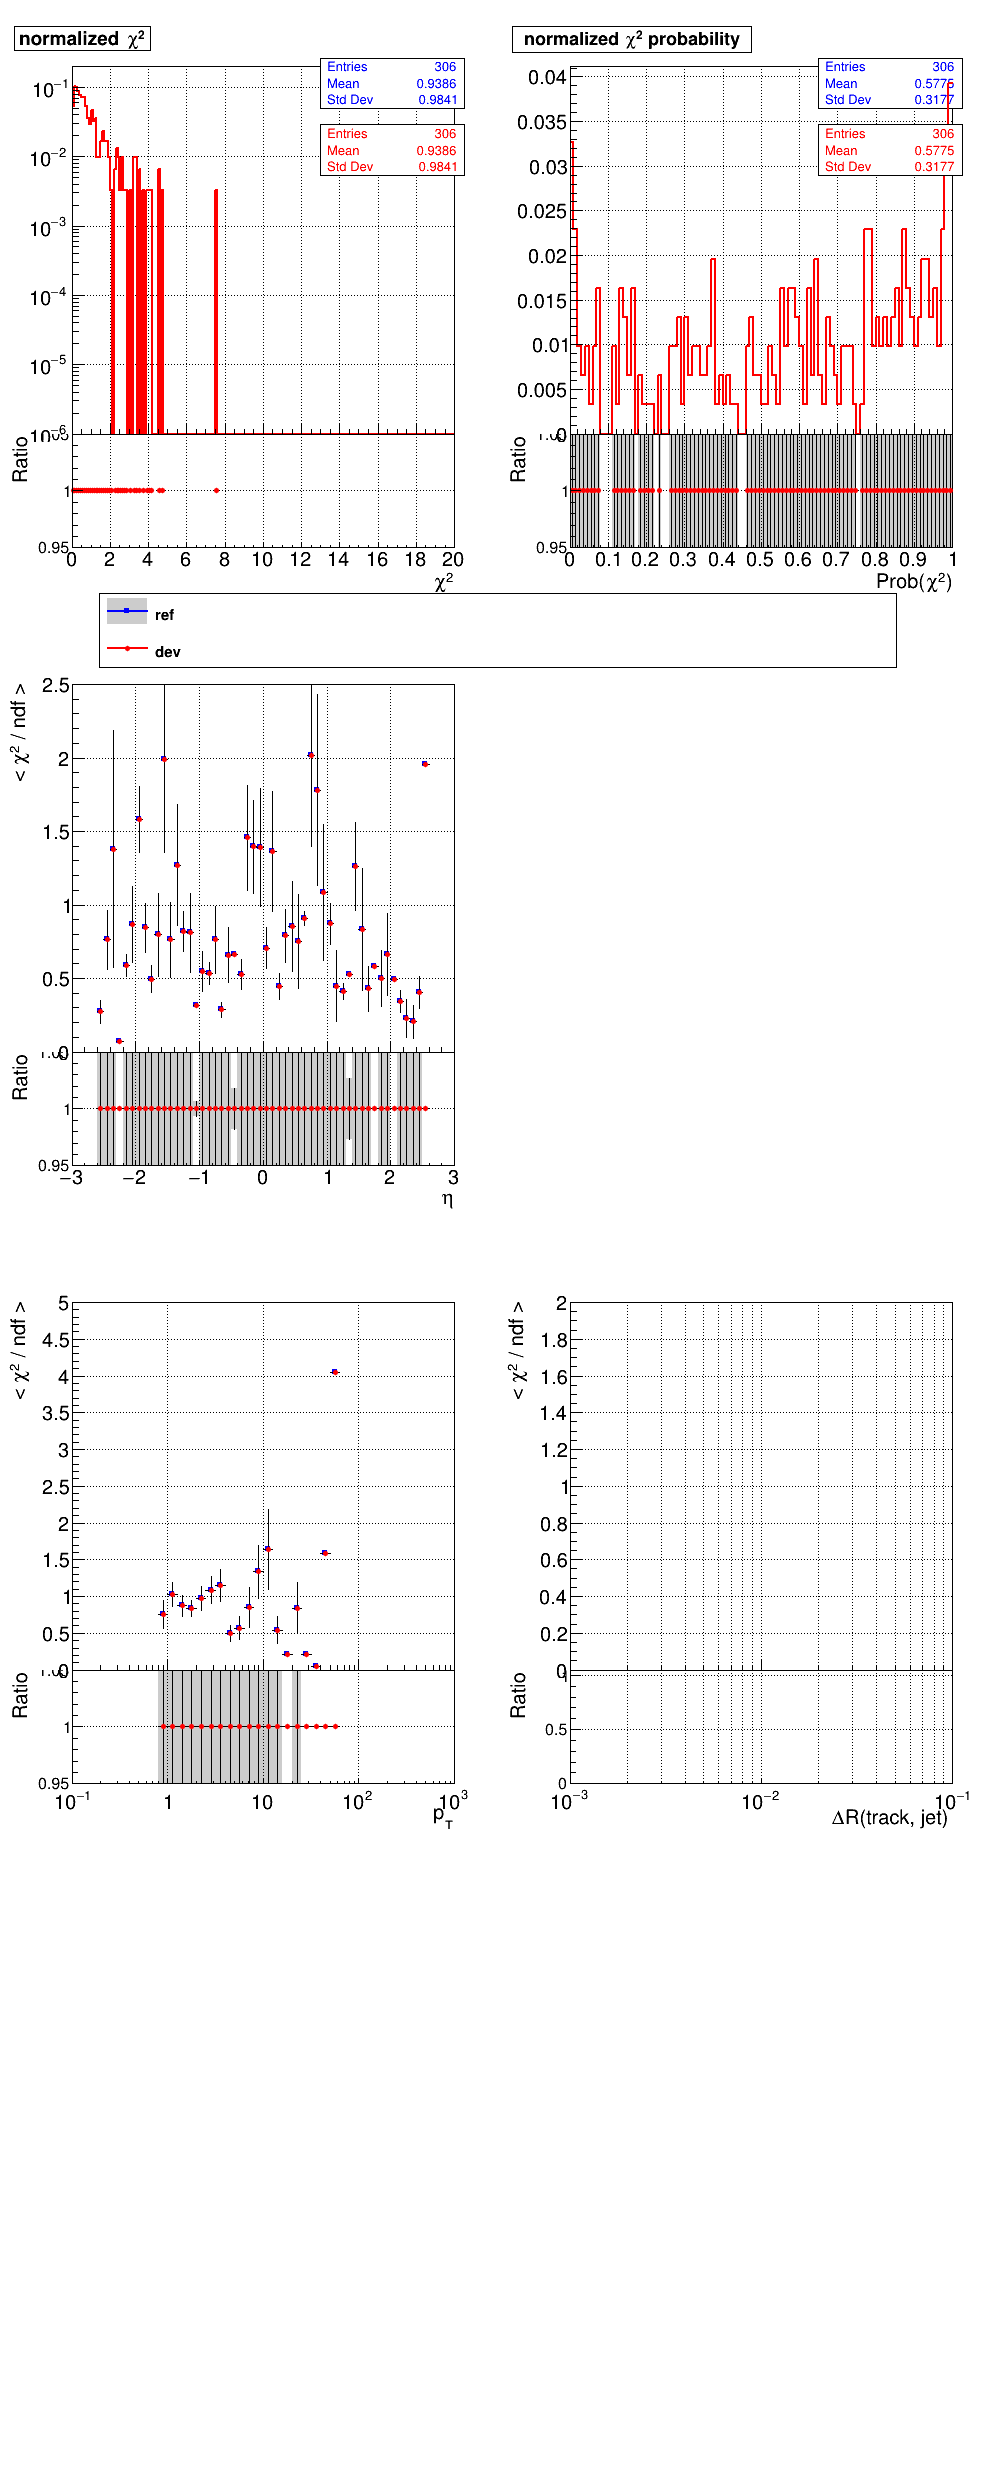 normalized χ²
Entries 306
Mean 0.9386
Std Dev 0.9841
Entries 306
Mean 0.9386
Std Dev 0.9841
10⁻¹
10⁻²
10⁻³
10⁻⁴
10⁻⁵
10⁻⁶
Ratio
1
0.95
0 2 4 6 8 10 12 14 16 18 20
χ²
normalized χ² probability
Entries 306
Mean 0.5775
Std Dev 0.3177
Entries 306
Mean 0.5775
Std Dev 0.3177
0.04
0.035
0.03
0.025
0.02
0.015
0.01
0.005
0
Ratio
1
0.95
0 0.1 0.2 0.3 0.4 0.5 0.6 0.7 0.8 0.9 1
Prob(χ²)
ref
dev
< χ² / ndf >
2.5
2
1.5
1
0.5
0
Ratio
1
0.95
−3 −2 −1 0 1 2 3
η
< χ² / ndf >
5
4.5
4
3.5
3
2.5
2
1.5
1
0.5
0
Ratio
1
0.95
10⁻¹ 1 10 10² 10³
p_T
< χ² / ndf >
2
1.8
1.6
1.4
1.2
1
0.8
0.6
0.4
0.2
0
Ratio
1
0.5
0
10⁻³ 10⁻² 10⁻¹
ΔR(track, jet)